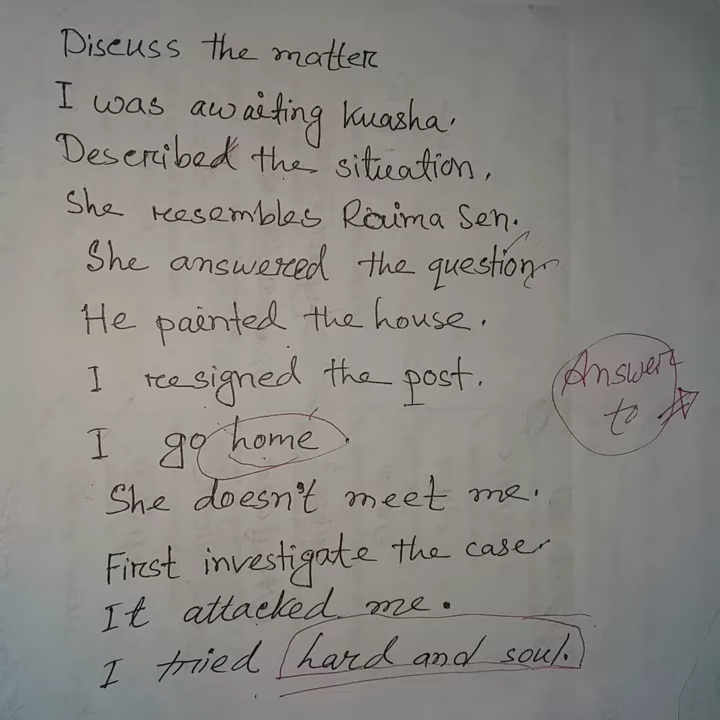 Discuss the matter
I was awaiting Kuasha.
Described the situation,
She resembles Raima Sen.
She answered the question
He painted the house.
I resigned the post.
Answer
to
I go home.
She doesn't meet me.
First investigate the case
It attacked me.
I tried hard and soul.